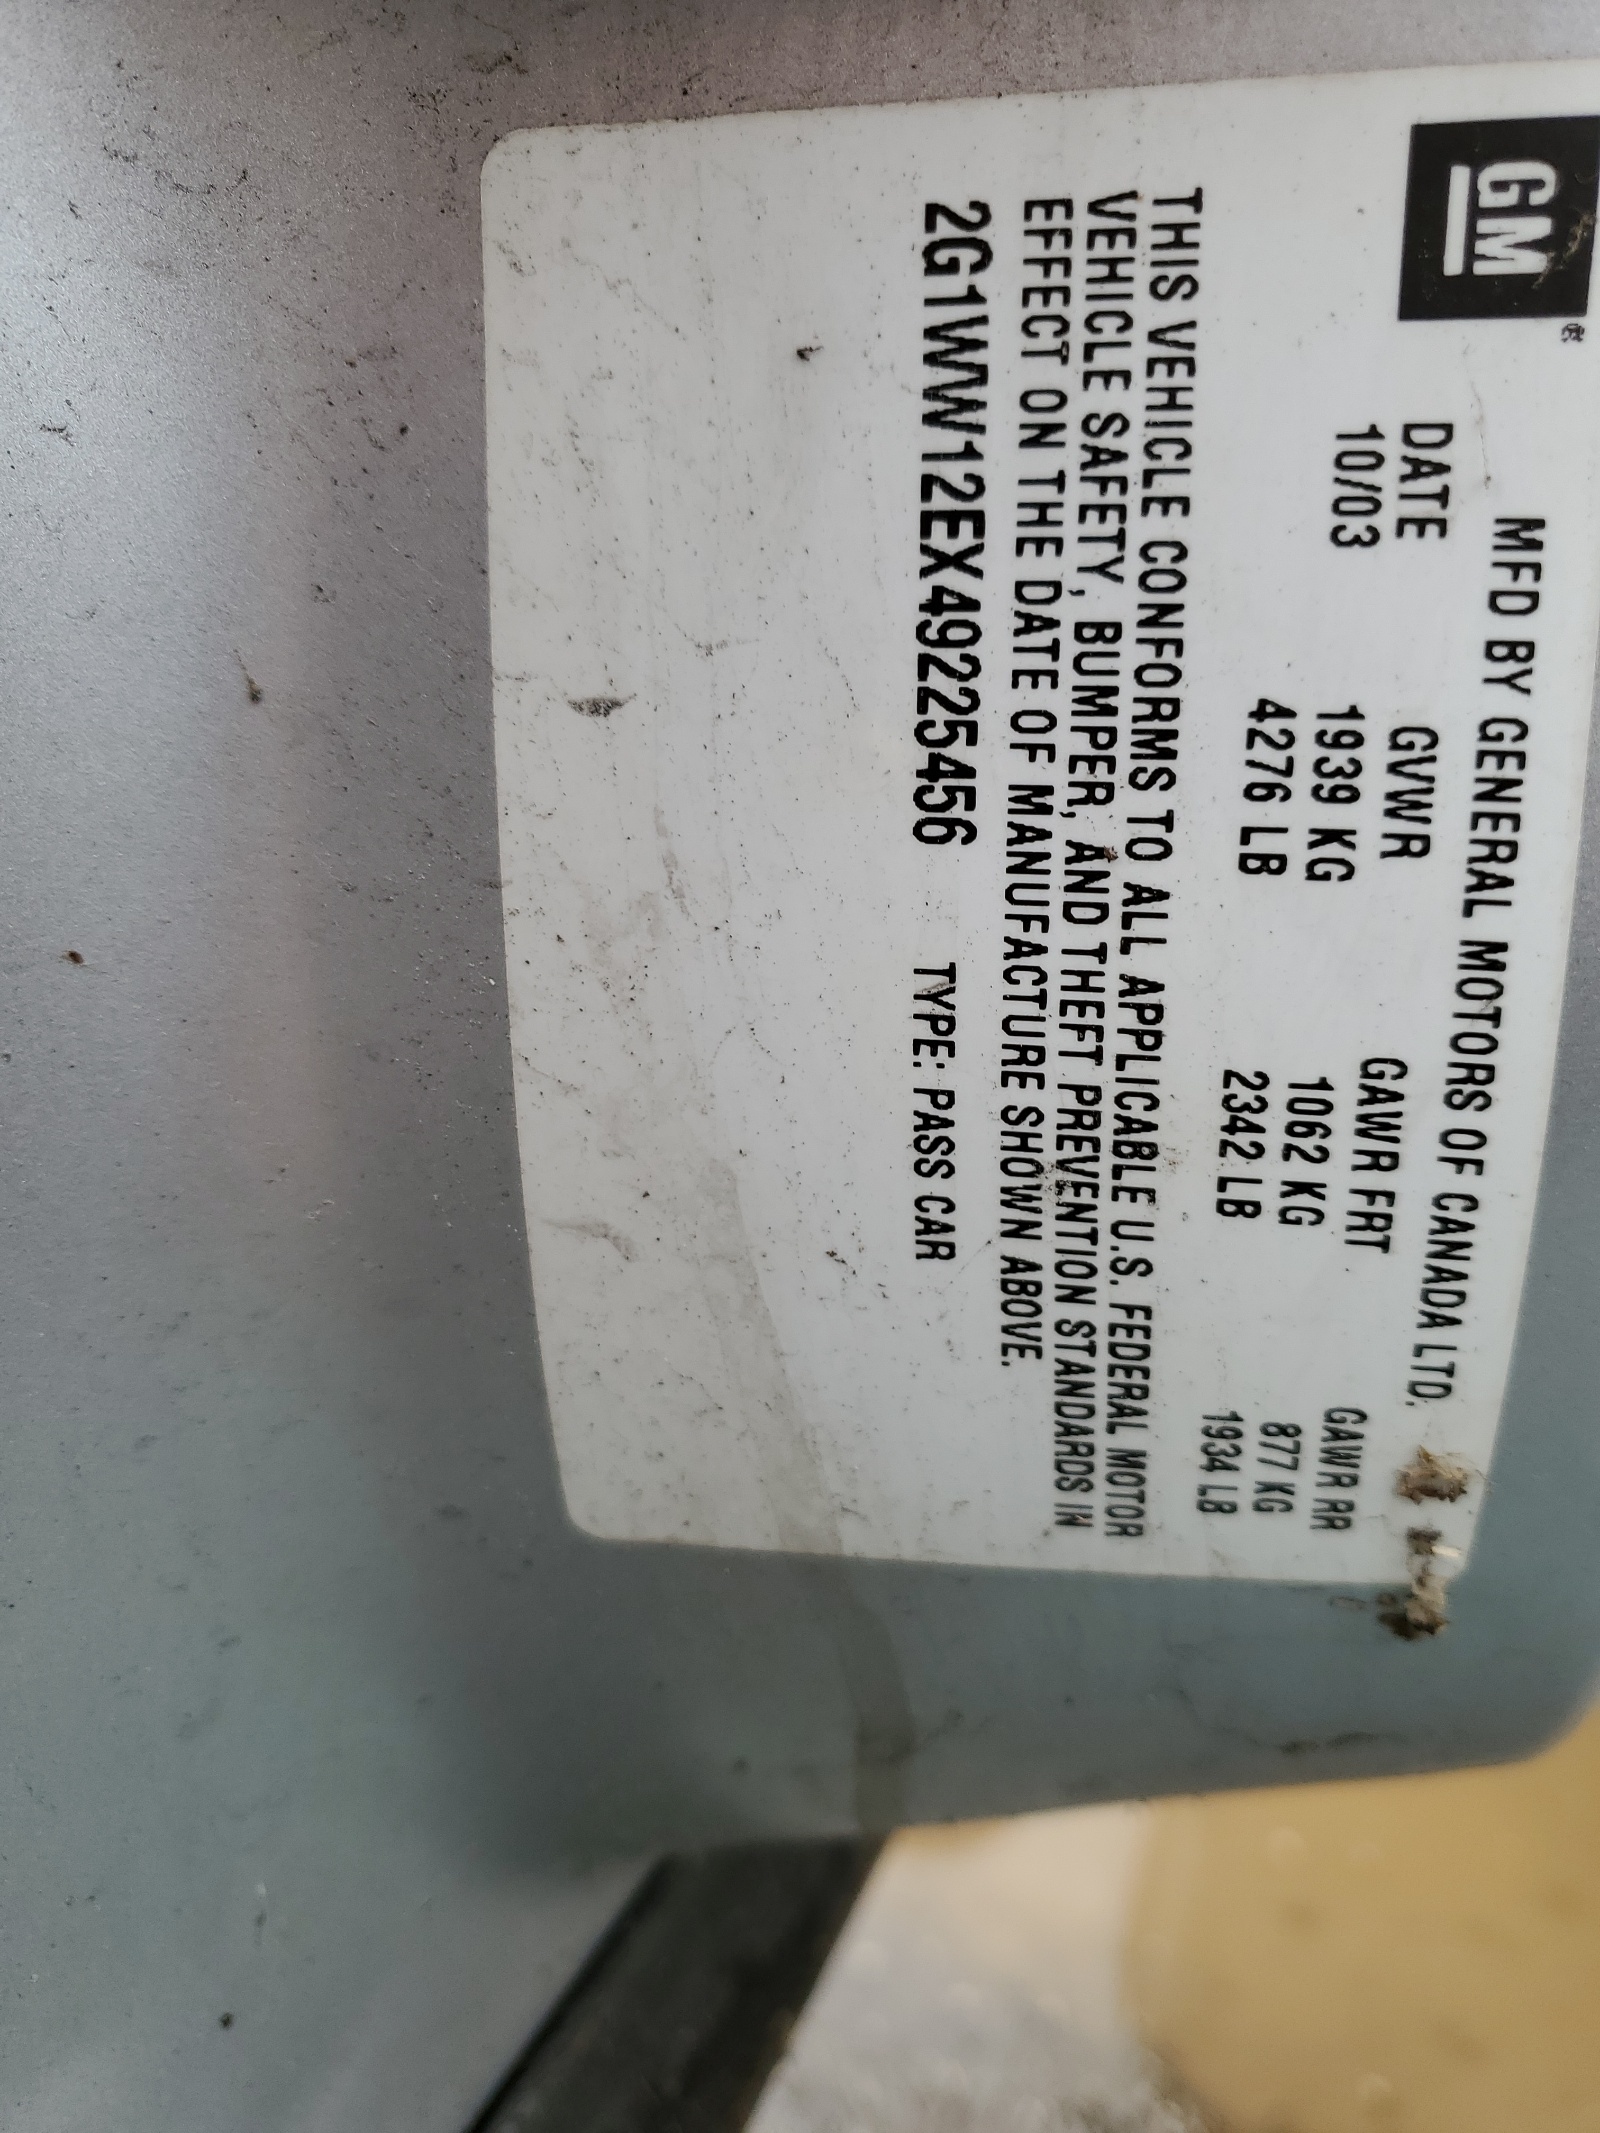 GM®
MFD BY GENERAL MOTORS OF CANADA LTD.
DATE GVWR GAWR FRT GAWR RR
10/03 1939 KG 1062 KG 877 KG
4276 LB 2342 LB 1934 LB
THIS VEHICLE CONFORMS TO ALL APPLICABLE U.S. FEDERAL MOTOR
VEHICLE SAFETY, BUMPER, AND THEFT PREVENTION STANDARDS IN
EFFECT ON THE DATE OF MANUFACTURE SHOWN ABOVE.
2G1WW12EX49225456 TYPE: PASS CAR